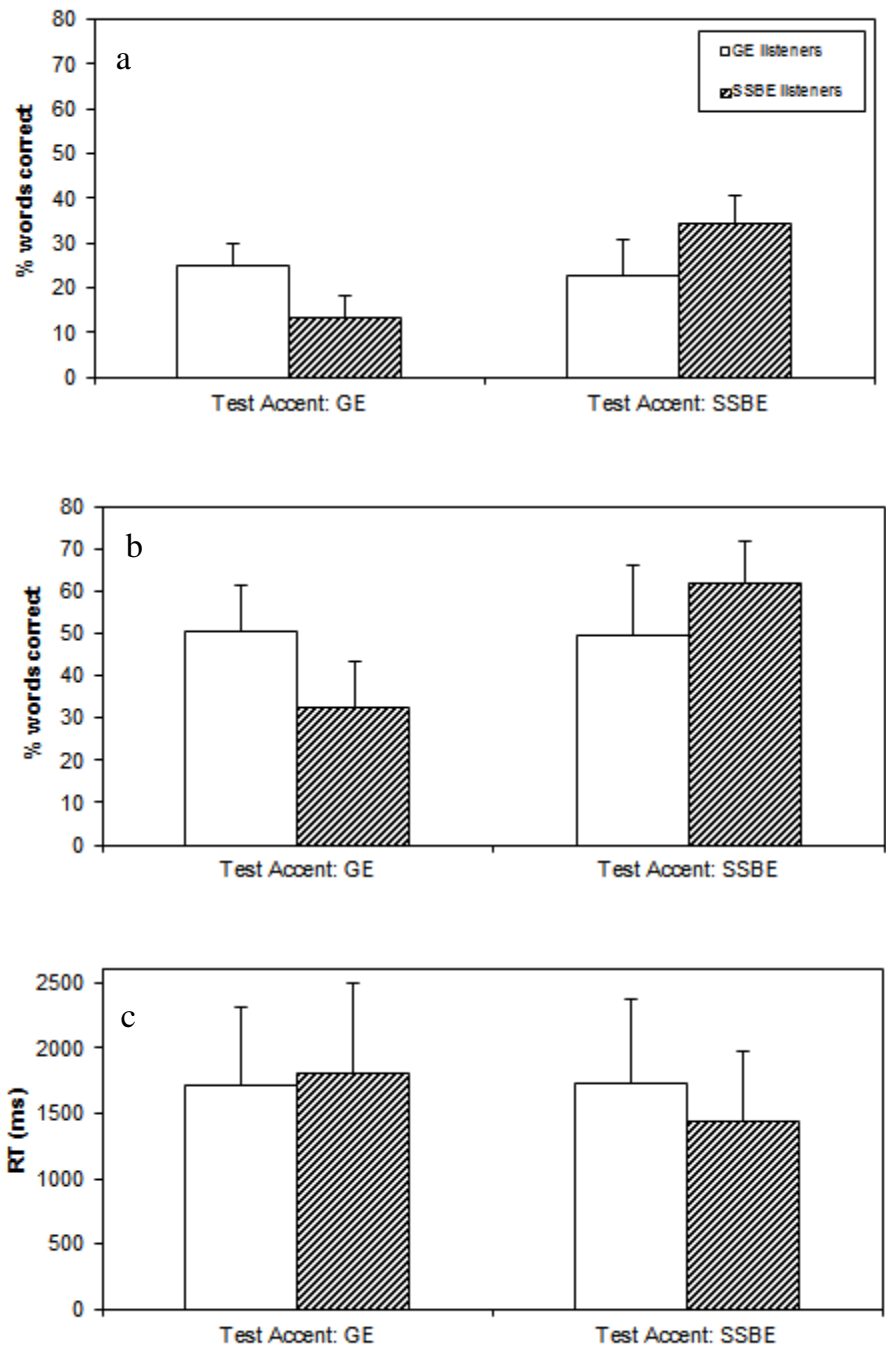 a
80
70
60
50
40
30
20
10
0
% words correct
GE listeners
SSBE listeners
Test Accent: GE
Test Accent: SSBE
b
80
70
60
50
40
30
20
10
0
% words correct
Test Accent: GE
Test Accent: SSBE
c
2500
2000
1500
1000
500
0
RT (ms)
Test Accent: GE
Test Accent: SSBE